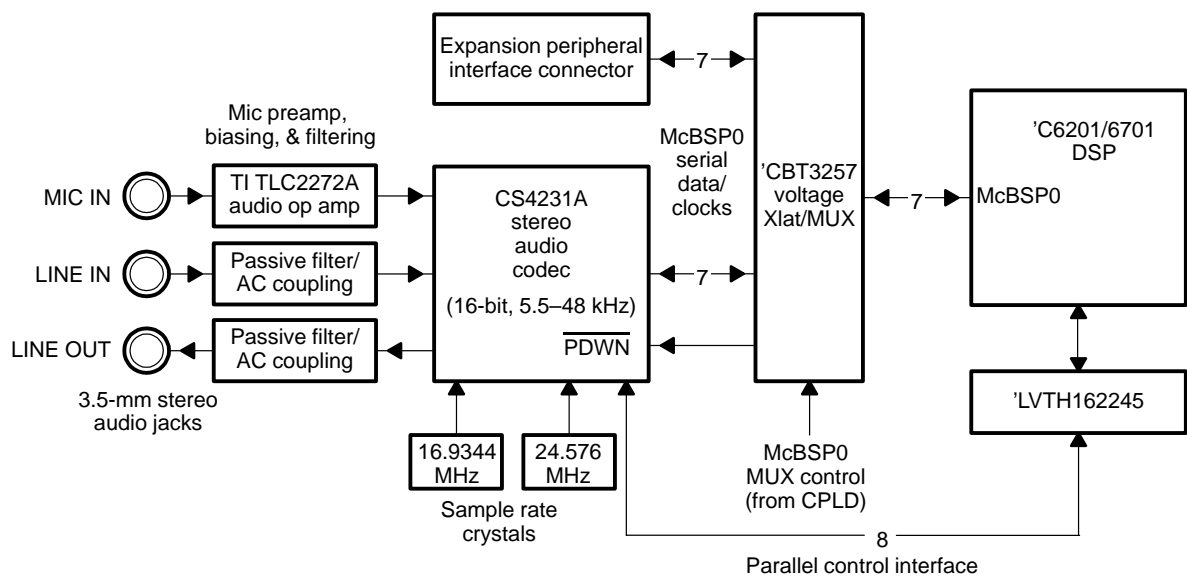 Expansion peripheral
interface connector
7
Mic preamp,
biasing, & filtering
MIC IN
TI TLC2272A
audio op amp
LINE IN
Passive filter/
AC coupling
LINE OUT
Passive filter/
AC coupling
3.5-mm stereo
audio jacks
CS4231A
stereo
audio
codec
(16-bit, 5.5–48 kHz)
PDWN
McBSP0
serial
data/
clocks
7
’CBT3257
voltage
Xlat/MUX
7
’C6201/6701
DSP
McBSP0
’LVTH162245
16.9344
MHz
24.576
MHz
Sample rate
crystals
McBSP0
MUX control
(from CPLD)
8
Parallel control interface